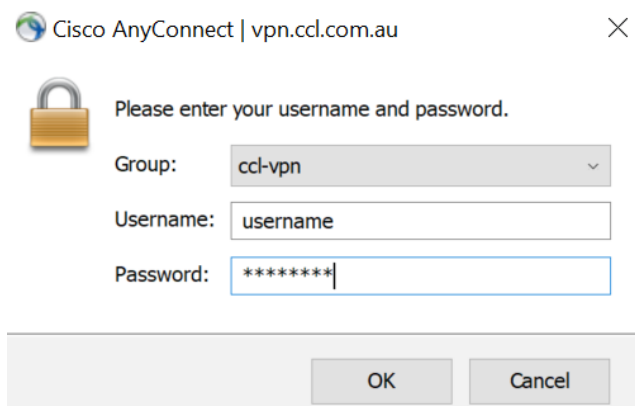 Cisco AnyConnect | vpn.ccl.com.au
Please enter your username and password.
Group: ccl-vpn
Username: username
Password: ********
OK Cancel